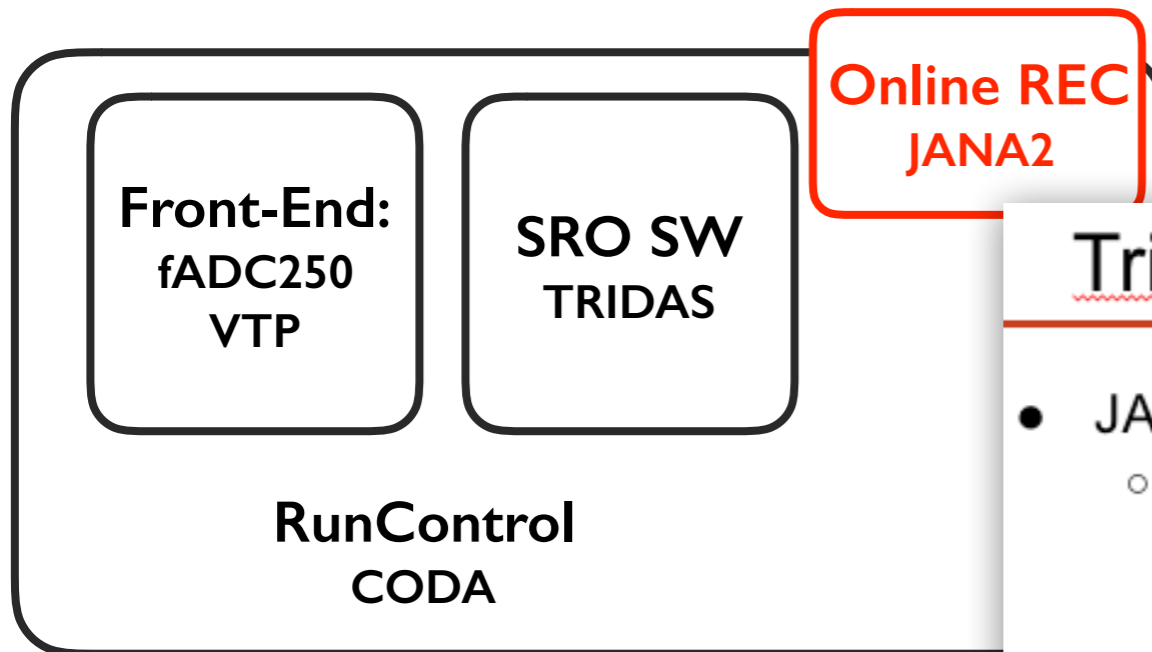 Online REC
JANA2
Front-End:
fADC250
VTP
SRO SW
TRIDAS
RunControl
CODA